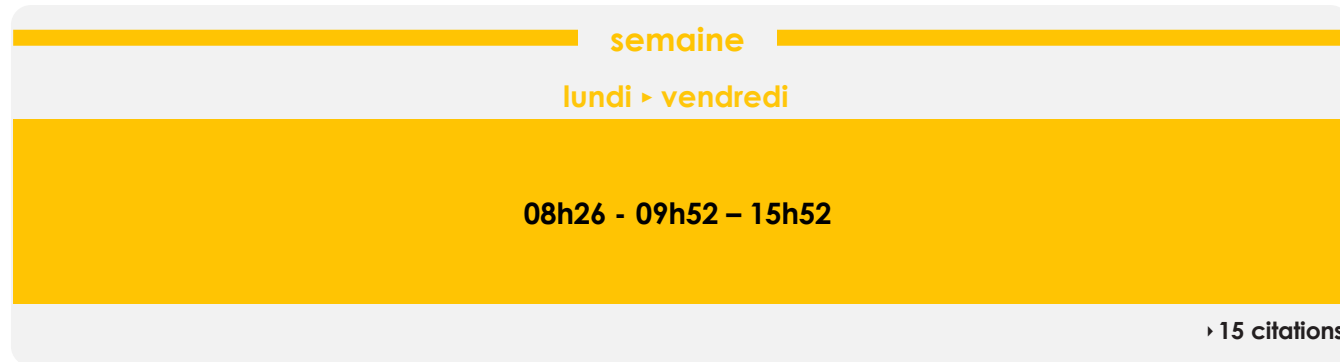 semaine
lundi ▸ vendredi
08h26 - 09h52 – 15h52
▸ 15 citations